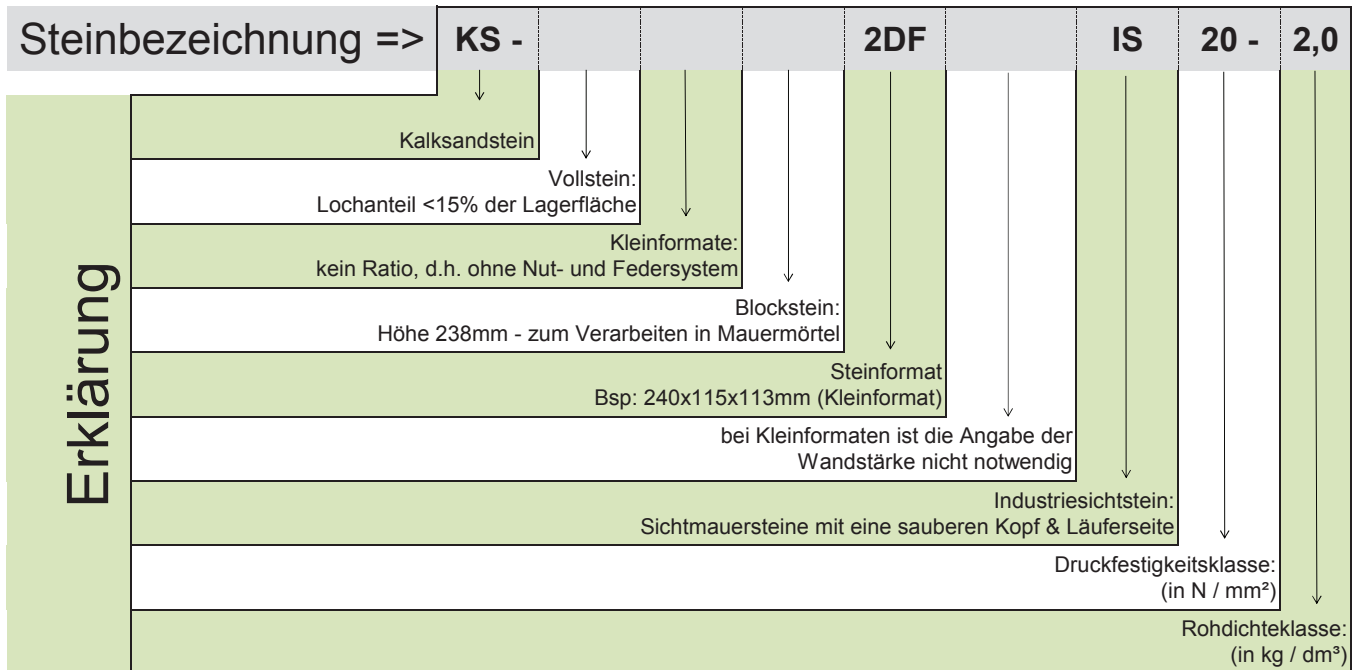 Steinbezeichnung => KS - 2DF IS 20 - 2,0
Erklärung
Kalksandstein
Vollstein:
Lochanteil <15% der Lagerfläche
Kleinformate:
kein Ratio, d.h. ohne Nut- und Federsystem
Blockstein:
Höhe 238mm - zum Verarbeiten in Mauermörtel
Steinformat
Bsp: 240x115x113mm (Kleinformat)
bei Kleinformaten ist die Angabe der
Wandstärke nicht notwendig
Industriesichtstein:
Sichtmauersteine mit eine sauberen Kopf & Läuferseite
Druckfestigkeitsklasse:
(in N / mm²)
Rohdichteklasse:
(in kg / dm³)